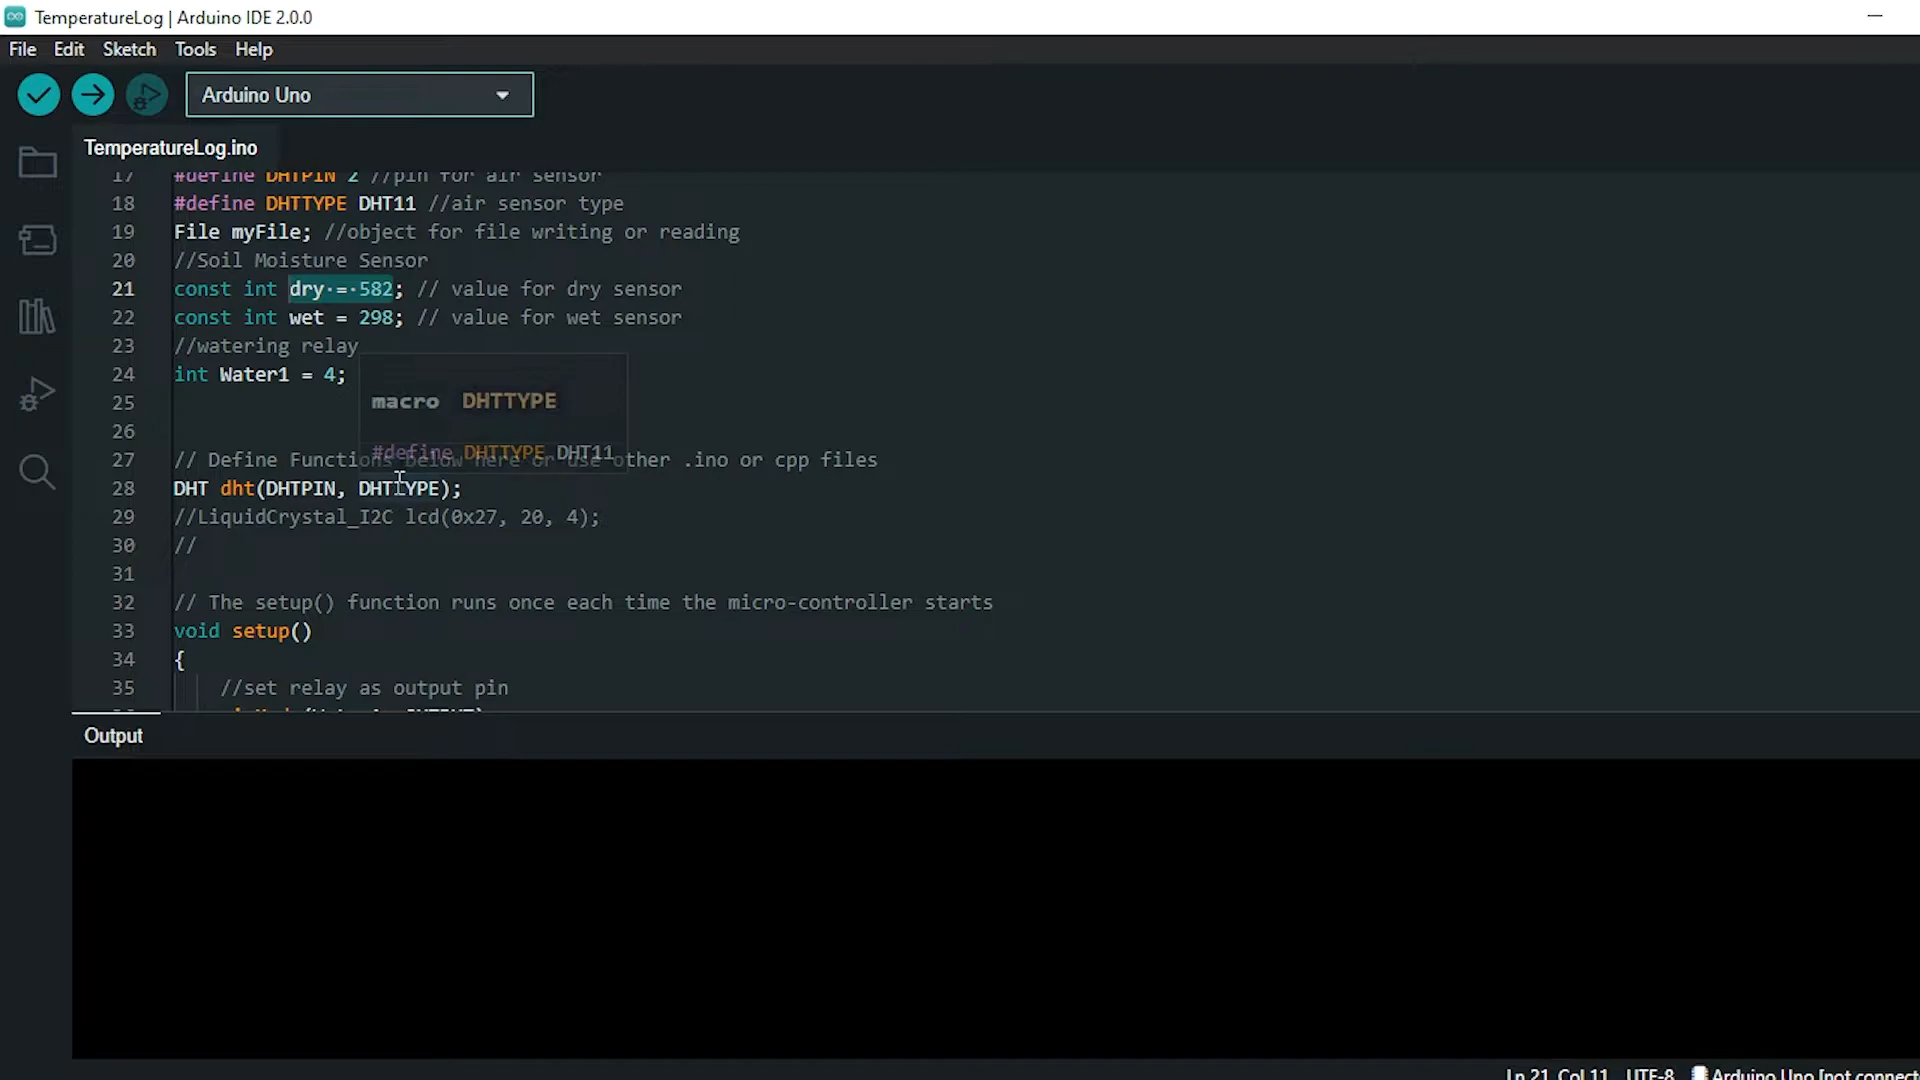 TemperatureLog | Arduino IDE 2.0.0
File Edit Sketch Tools Help
Arduino Uno
TemperatureLog.ino
17 #define DHTPIN 2 //pin for air sensor
18 #define DHTTYPE DHT11 //air sensor type
19 File myFile; //object for file writing or reading
20 //Soil Moisture Sensor
21 const int dry·=·582; // value for dry sensor
22 const int wet = 298; // value for wet sensor
23 //watering relay
24 int Water1 = 4;
25
macro DHTTYPE
26
#define DHTTYPE DHT11
27 // Define Functions below here or use other .ino or cpp files
28 DHT dht(DHTPIN, DHTTYPE);
29 //LiquidCrystal_I2C lcd(0x27, 20, 4);
30 //
31
32 // The setup() function runs once each time the micro-controller starts
33 void setup()
34 {
35 //set relay as output pin
Output
Ln 21, Col 11 UTF-8 Arduino Uno [not connect